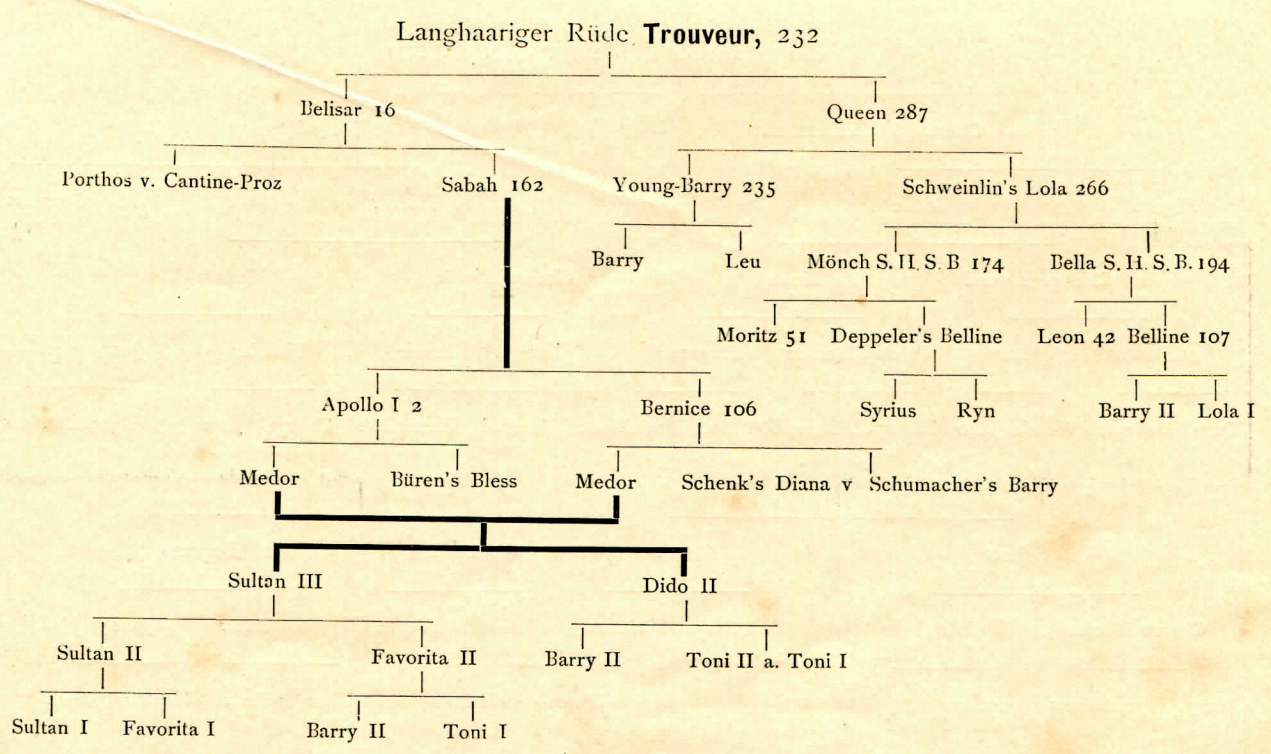 Langhaariger Rüde Trouveur, 232
Belisar 16 Queen 287
Porthos v. Cantine-Proz Sabah 162 Young-Barry 235 Schweinlin's Lola 266
Barry Leu Mönch S. H. S. B 174 Bella S. H. S. B. 194
Moritz 51 Deppeler's Belline Leon 42 Belline 107
Apollo I 2 Bernice 106 Syrius Ryn Barry II Lola I
Medor Büren's Bless Medor Schenk's Diana v Schumacher's Barry
Sultan III Dido II
Sultan II Favorita II Barry II Toni II a. Toni I
Sultan I Favorita I Barry II Toni I